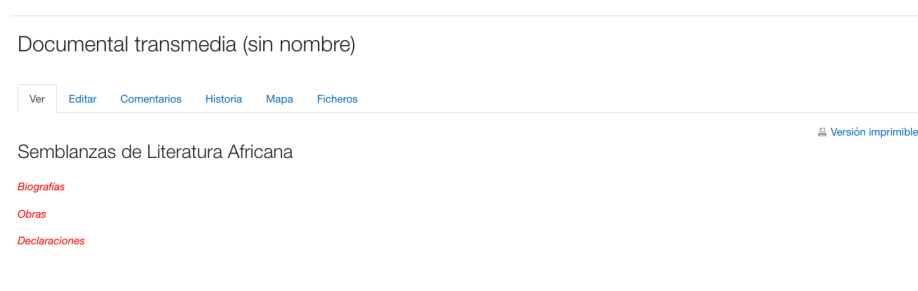 Documental transmedia (sin nombre)
Ver Editar Comentarios Historia Mapa Ficheros
Versión imprimible
Semblanzas de Literatura Africana
Biografías
Obras
Declaraciones